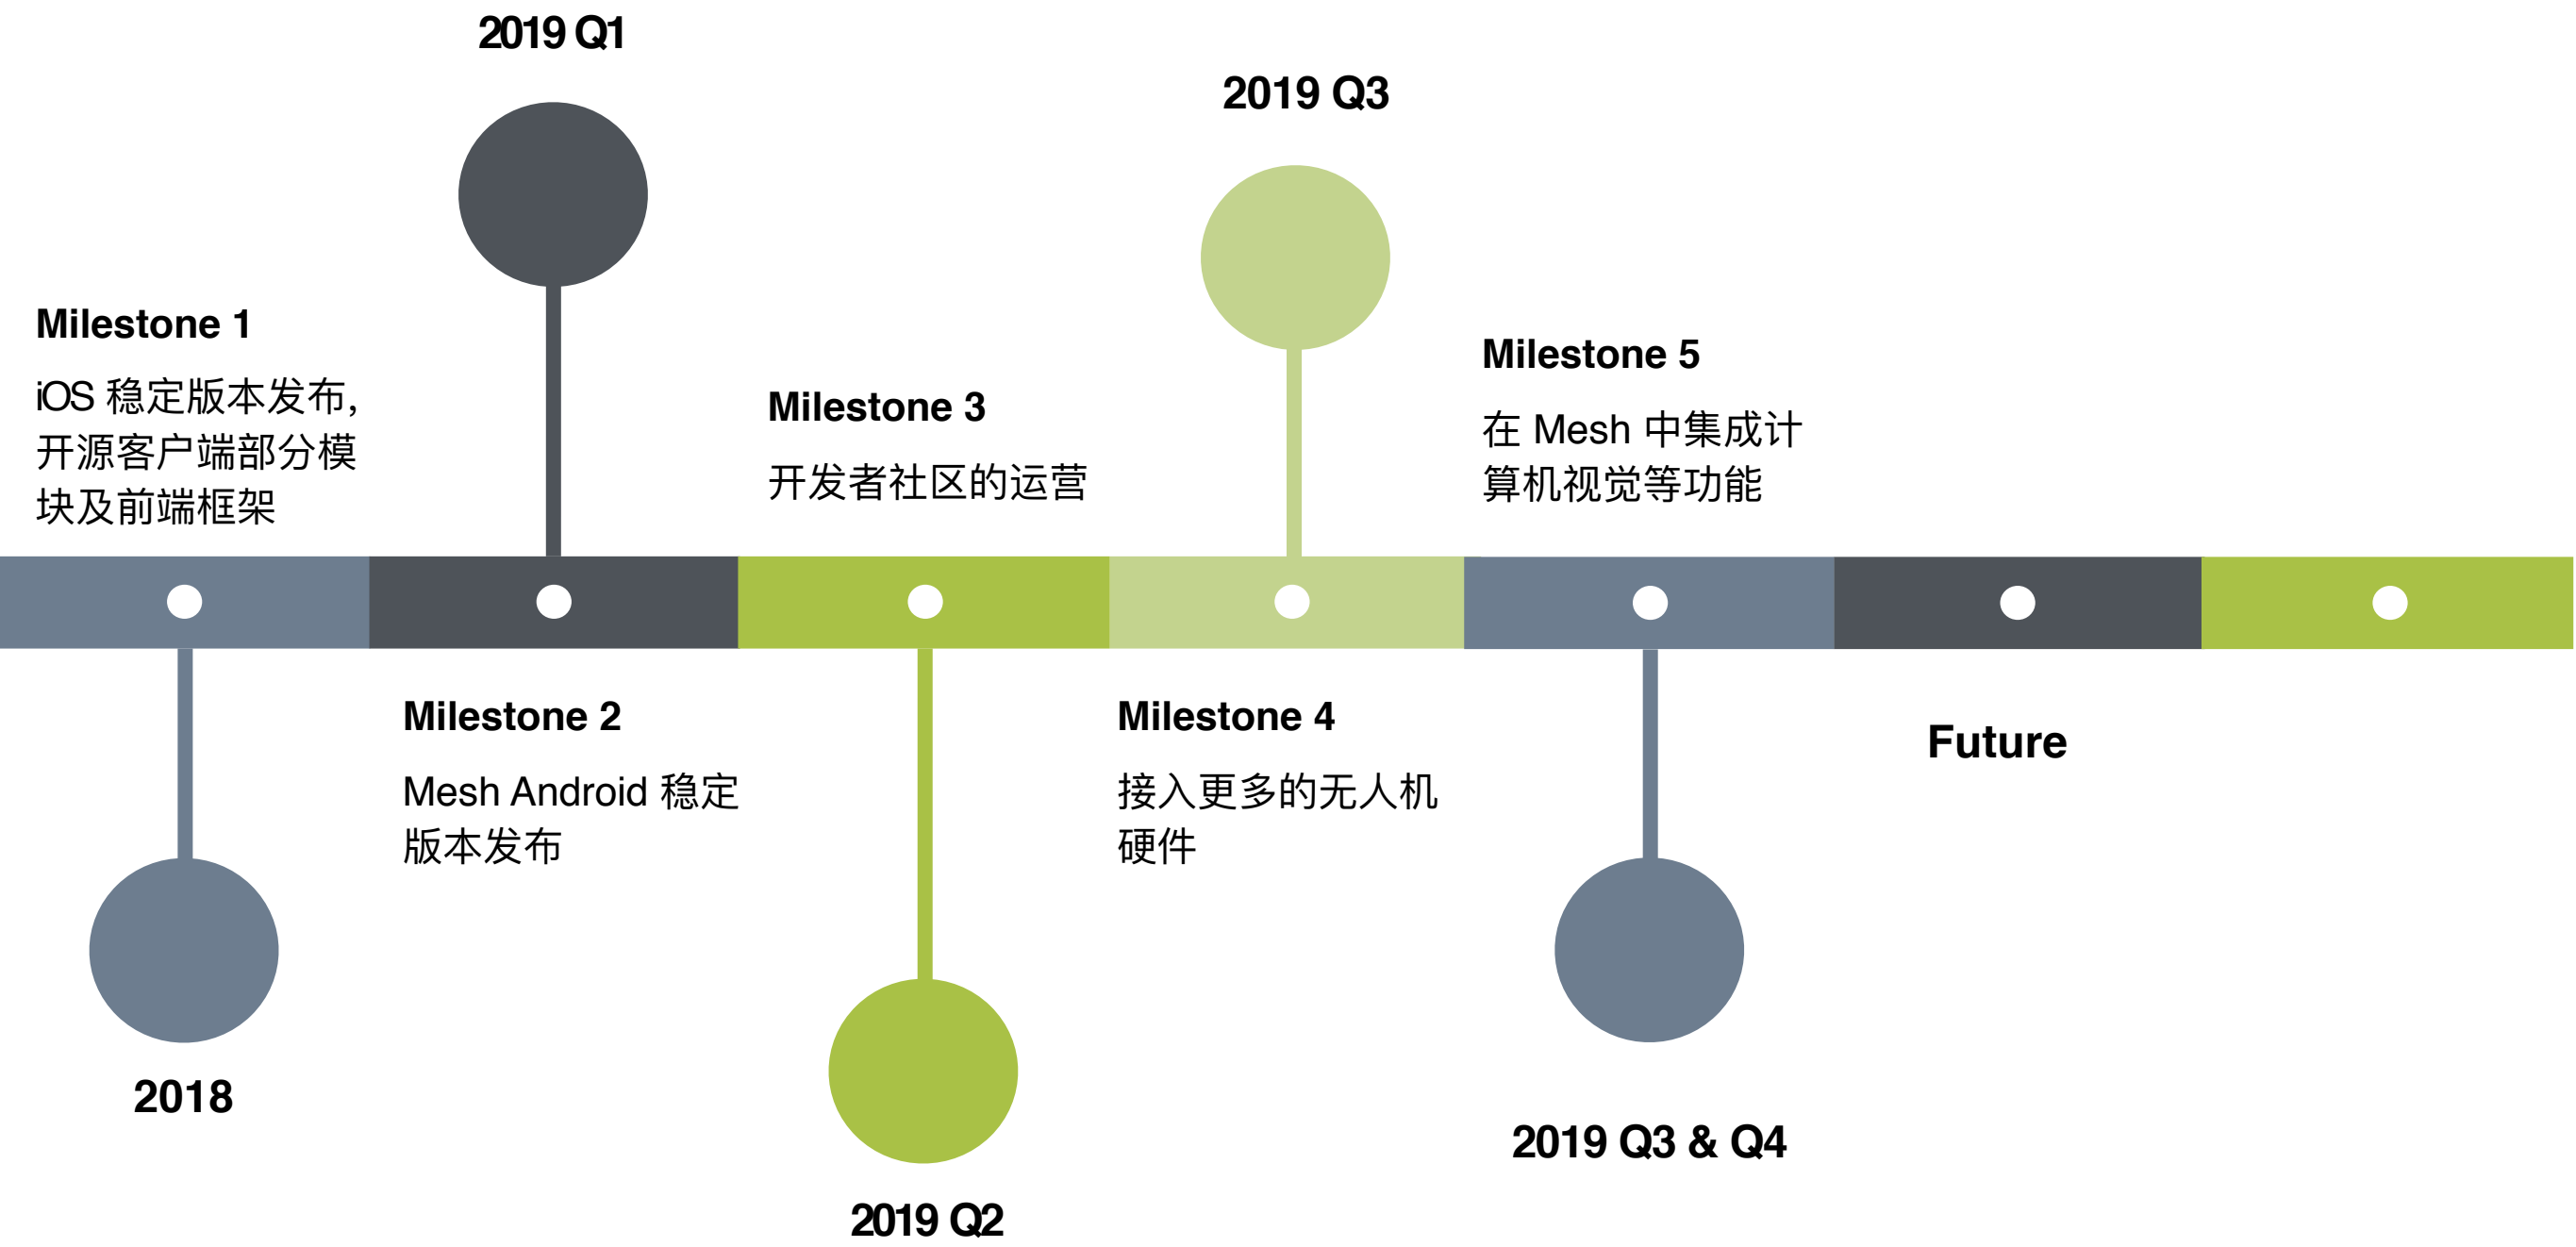 2019 Q1
2019 Q3
Milestone 1
iOS 稳定版本发布,
开源客户端部分模
块及前端框架
Milestone 3
开发者社区的运营
Milestone 5
在 Mesh 中集成计
算机视觉等功能
Milestone 2
Mesh Android 稳定
版本发布
Milestone 4
接入更多的无人机
硬件
Future
2018
2019 Q2
2019 Q3 & Q4